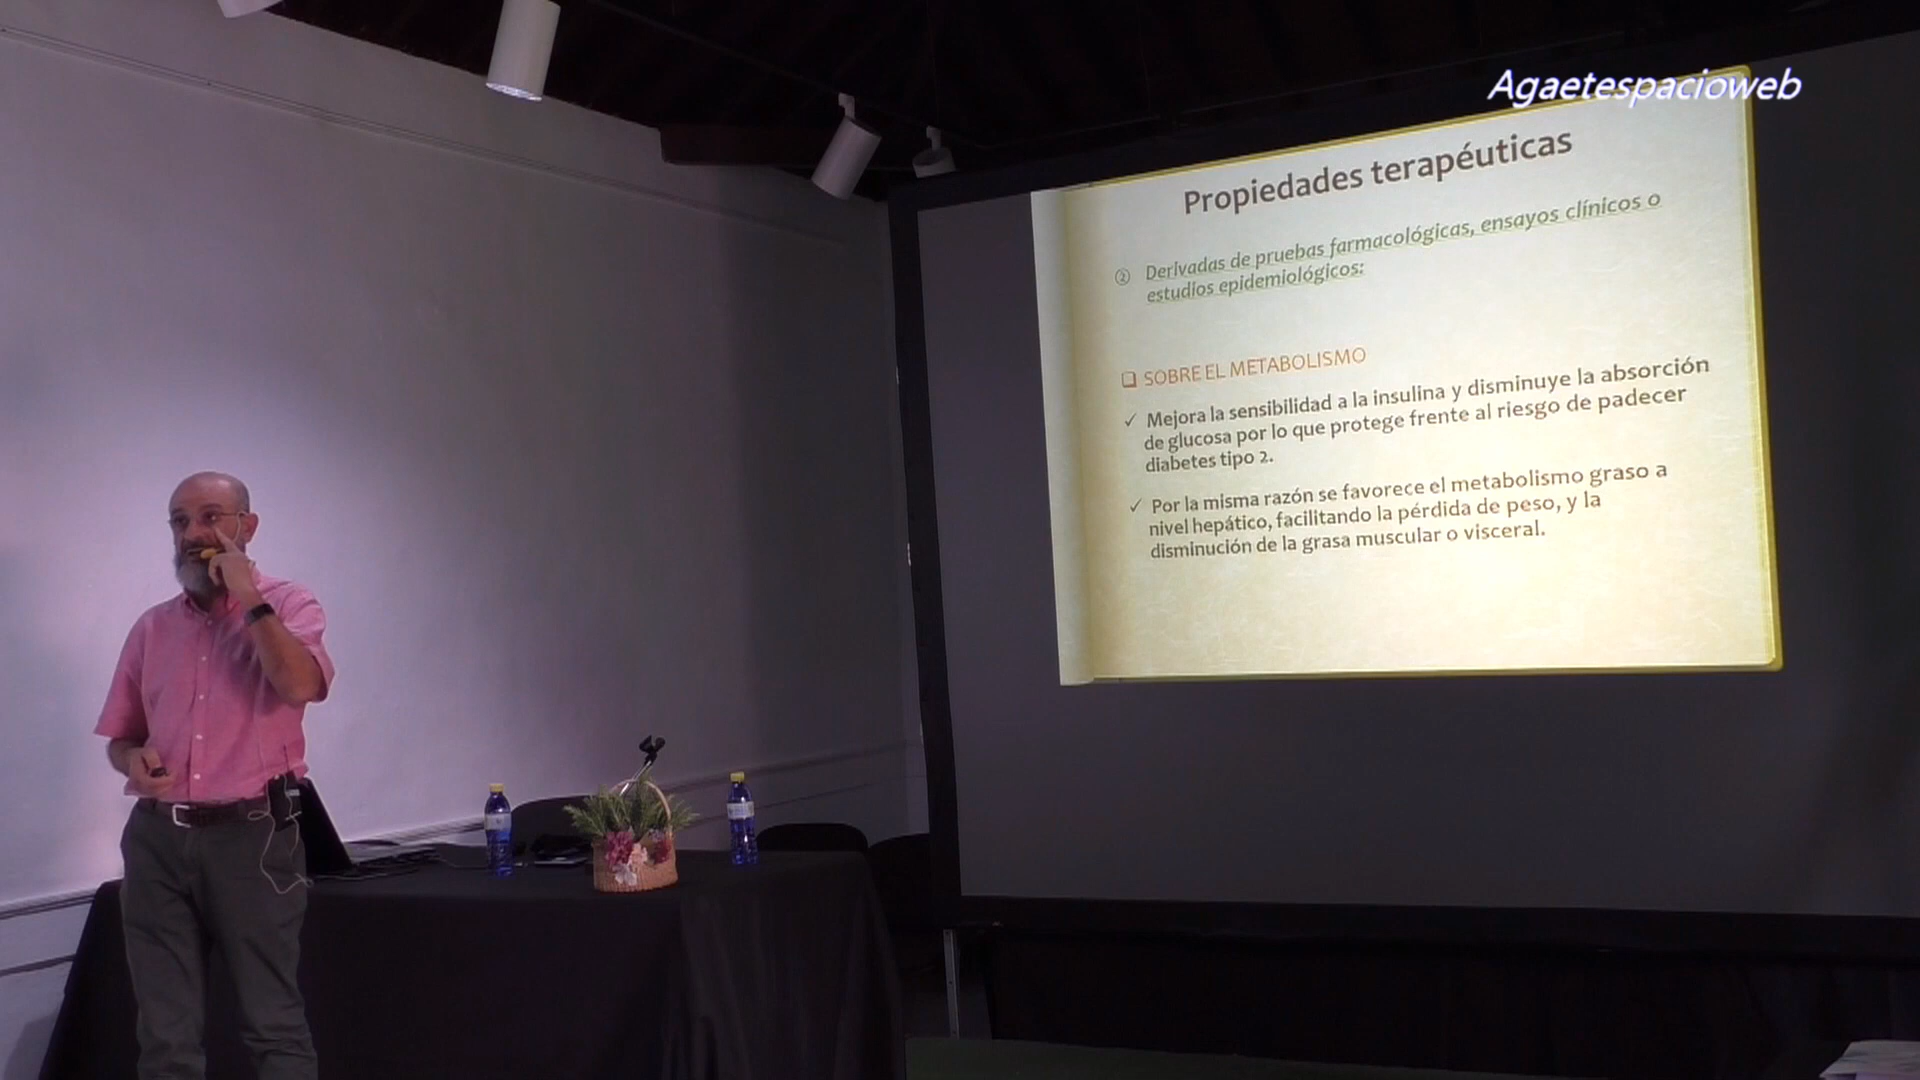 Agaetespacioweb
Propiedades terapéuticas
② Derivadas de pruebas farmacológicas, ensayos clínicos o
estudios epidemiológicos:
❑ SOBRE EL METABOLISMO
✓ Mejora la sensibilidad a la insulina y disminuye la absorción
de glucosa por lo que protege frente al riesgo de padecer
diabetes tipo 2.
✓ Por la misma razón se favorece el metabolismo graso a
nivel hepático, facilitando la pérdida de peso, y la
disminución de la grasa muscular o visceral.